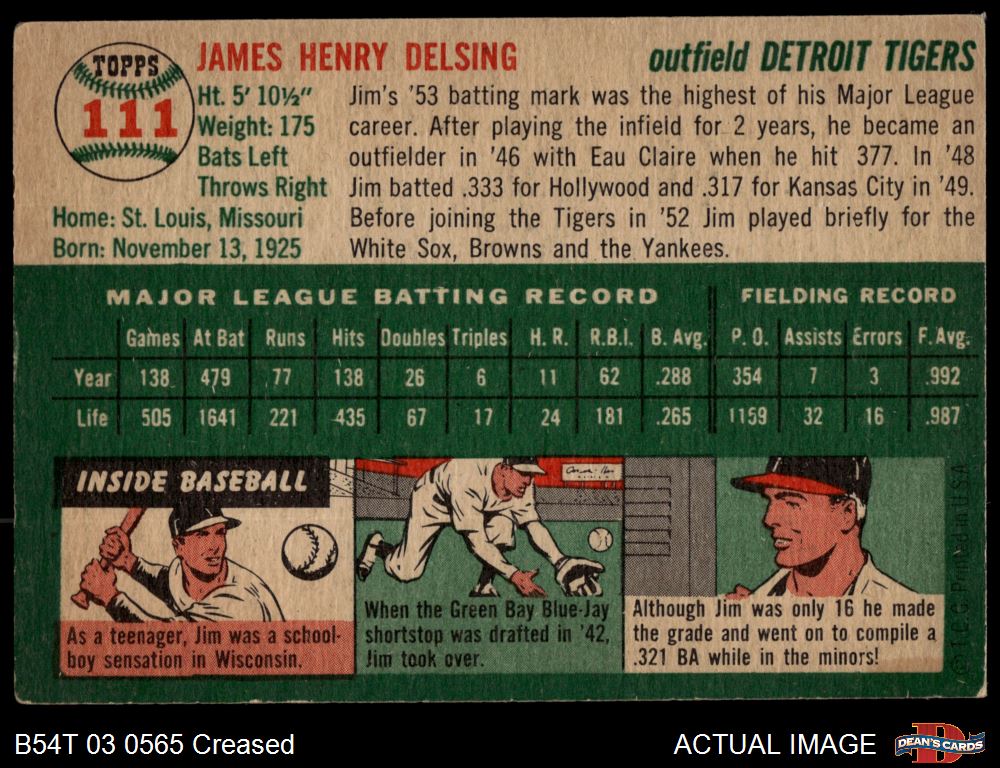 TOPPS
111
JAMES HENRY DELSING
outfield DETROIT TIGERS
Ht. 5' 10½"
Weight: 175
Bats Left
Throws Right
Home: St. Louis, Missouri
Born: November 13, 1925
Jim's '53 batting mark was the highest of his Major League
career. After playing the infield for 2 years, he became an
outfielder in '46 with Eau Claire when he hit 377. In '48
Jim batted .333 for Hollywood and .317 for Kansas City in '49.
Before joining the Tigers in '52 Jim played briefly for the
White Sox, Browns and the Yankees.
MAJOR LEAGUE BATTING RECORD FIELDING RECORD
Games At Bat Runs Hits Doubles Triples H. R. R.B.I. B. Avg. P. O. Assists Errors F. Avg.
Year 138 479 77 138 26 6 11 62 .288 354 7 3 .992
Life 505 1641 221 435 67 17 24 181 .265 1159 32 16 .987
INSIDE BASEBALL
As a teenager, Jim was a school-
boy sensation in Wisconsin.
When the Green Bay Blue-Jay
shortstop was drafted in '42,
Jim took over.
Although Jim was only 16 he made
the grade and went on to compile a
.321 BA while in the minors!
© T. C. G. Printed in U.S.A.
B54T 03 0565 Creased
ACTUAL IMAGE
DEAN'S CARDS